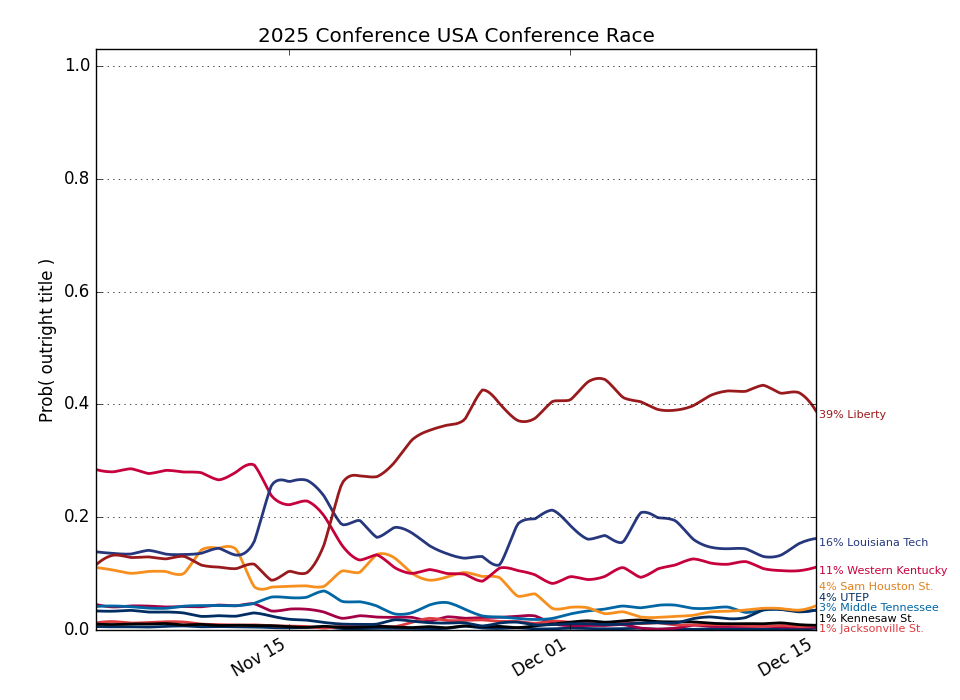 2025 Conference USA Conference Race
Prob( outright title )
1.0
0.8
0.6
0.4
0.2
0.0
39% Liberty
16% Louisiana Tech
11% Western Kentucky
4% Sam Houston St.
4% UTEP
3% Middle Tennessee
1% Kennesaw St.
1% Jacksonville St.
Nov 15
Dec 01
Dec 15